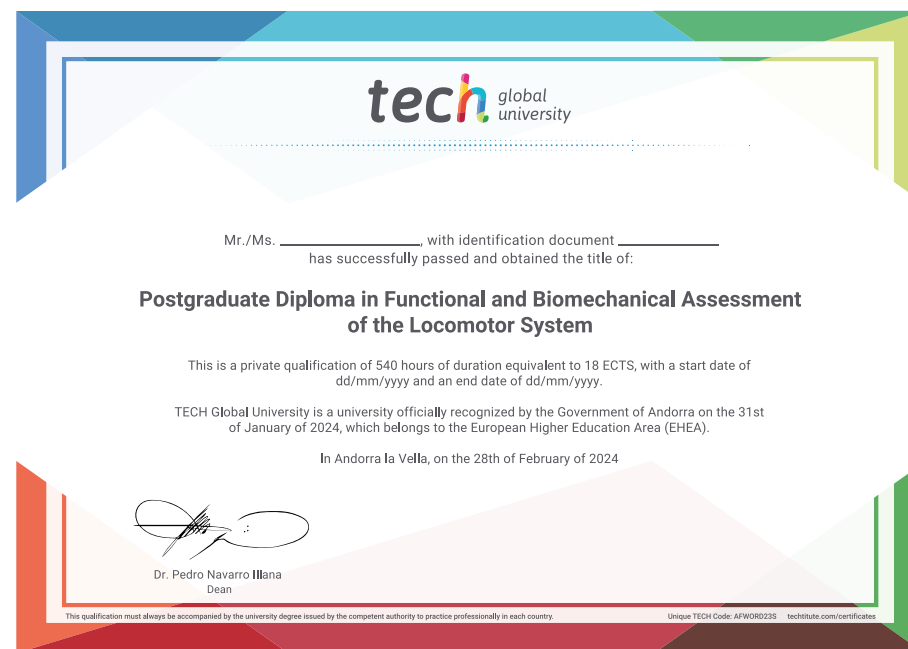 tech global university
Mr./Ms. ____________________, with identification document ______________
has successfully passed and obtained the title of:
Postgraduate Diploma in Functional and Biomechanical Assessment
of the Locomotor System
This is a private qualification of 540 hours of duration equivalent to 18 ECTS, with a start date of
dd/mm/yyyy and an end date of dd/mm/yyyy.
TECH Global University is a university officially recognized by the Government of Andorra on the 31st
of January of 2024, which belongs to the European Higher Education Area (EHEA).
In Andorra la Vella, on the 28th of February of 2024
Dr. Pedro Navarro Illana
Dean
This qualification must always be accompanied by the university degree issued by the competent authority to practice professionally in each country. Unique TECH Code: AFWORD23S techtitute.com/certificates